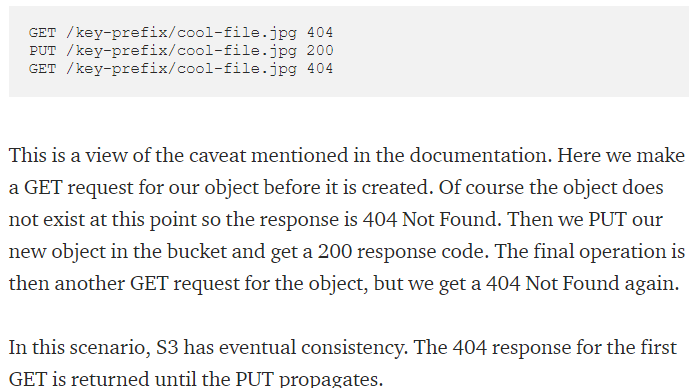 GET /key-prefix/cool-file.jpg 404
PUT /key-prefix/cool-file.jpg 200
GET /key-prefix/cool-file.jpg 404
This is a view of the caveat mentioned in the documentation. Here we make
a GET request for our object before it is created. Of course the object does
not exist at this point so the response is 404 Not Found. Then we PUT our
new object in the bucket and get a 200 response code. The final operation is
then another GET request for the object, but we get a 404 Not Found again.
In this scenario, S3 has eventual consistency. The 404 response for the first
GET is returned until the PUT propagates.